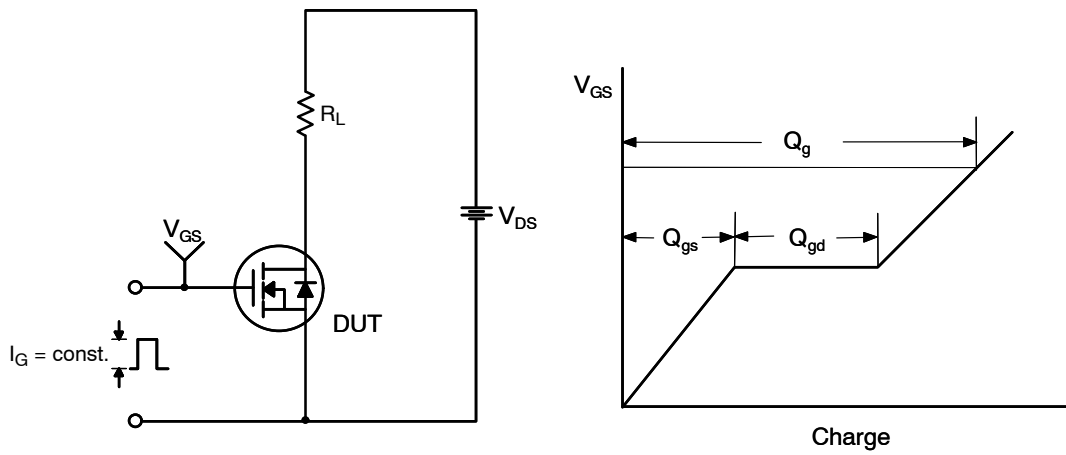 R_L
V_GS
V_DS
DUT
I_G = const.
V_GS
Q_g
Q_gs
Q_gd
Charge